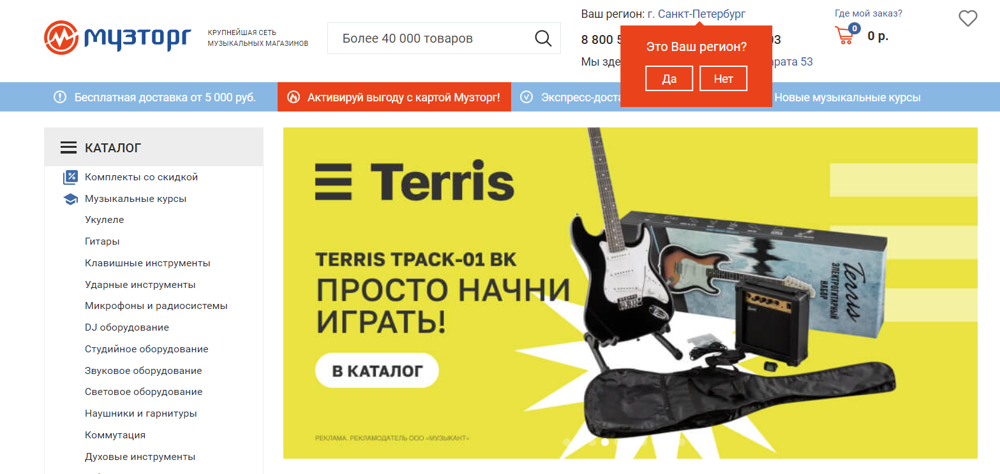 музторг
КРУПНЕЙШАЯ СЕТЬ
МУЗЫКАЛЬНЫХ МАГАЗИНОВ
Более 40 000 товаров
Ваш регион: г. Санкт-Петербург
8 800 5
03
Мы зде
арата 53
Это Ваш регион?
Да
Нет
Где мой заказ?
0
0 р.
Бесплатная доставка от 5 000 руб.
Активируй выгоду с картой Музторг!
Экспресс-доста
Новые музыкальные курсы
КАТАЛОГ
Комплекты со скидкой
Музыкальные курсы
Укулеле
Гитары
Клавишные инструменты
Ударные инструменты
Микрофоны и радиосистемы
DJ оборудование
Студийное оборудование
Звуковое оборудование
Световое оборудование
Наушники и гарнитуры
Коммутация
Духовые инструменты
Terris
TERRIS TPACK-01 BK
ПРОСТО НАЧНИ
ИГРАТЬ!
В КАТАЛОГ
РЕКЛАМА. РЕКЛАМОДАТЕЛЬ ООО «МУЗЫКАНТ»
Terris
ЭЛЕКТРОГИТАРНЫЙ
НАБОР